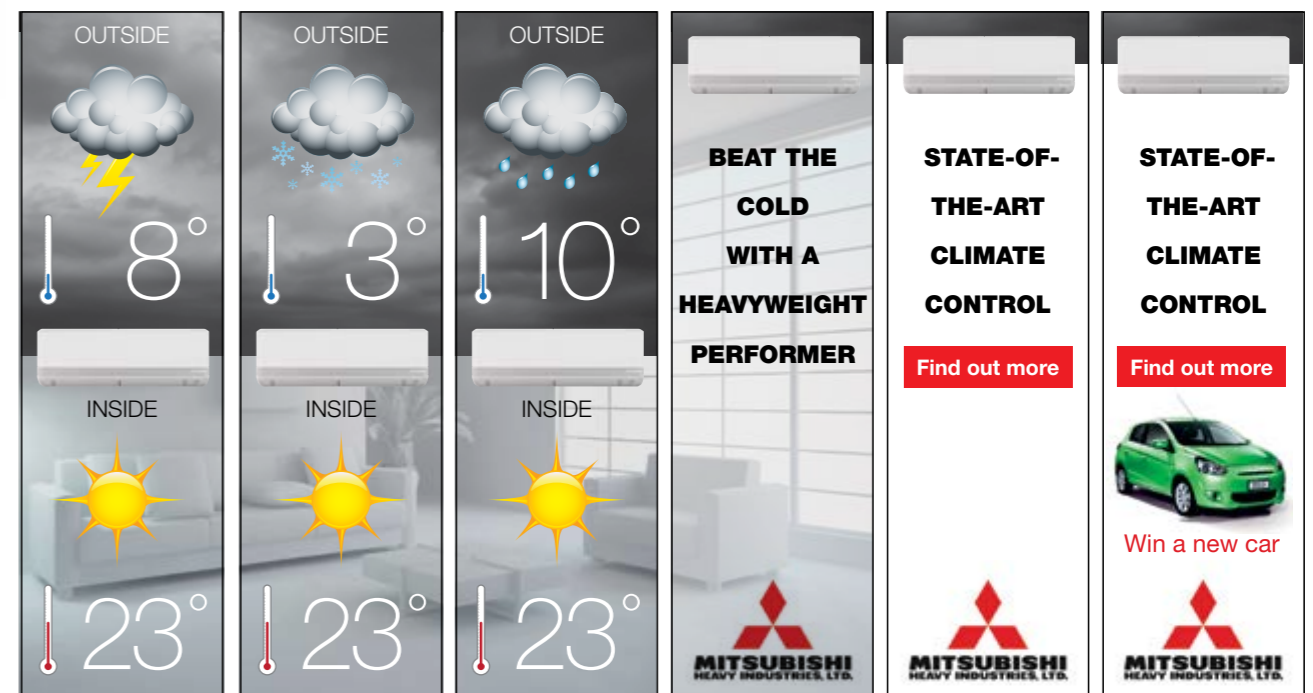 OUTSIDE
8°
INSIDE
23°
OUTSIDE
3°
INSIDE
23°
OUTSIDE
10°
INSIDE
23°
BEAT THE
COLD
WITH A
HEAVYWEIGHT
PERFORMER
MITSUBISHI
HEAVY INDUSTRIES, LTD.
STATE-OF-
THE-ART
CLIMATE
CONTROL
Find out more
MITSUBISHI
HEAVY INDUSTRIES, LTD.
STATE-OF-
THE-ART
CLIMATE
CONTROL
Find out more
Win a new car
MITSUBISHI
HEAVY INDUSTRIES, LTD.